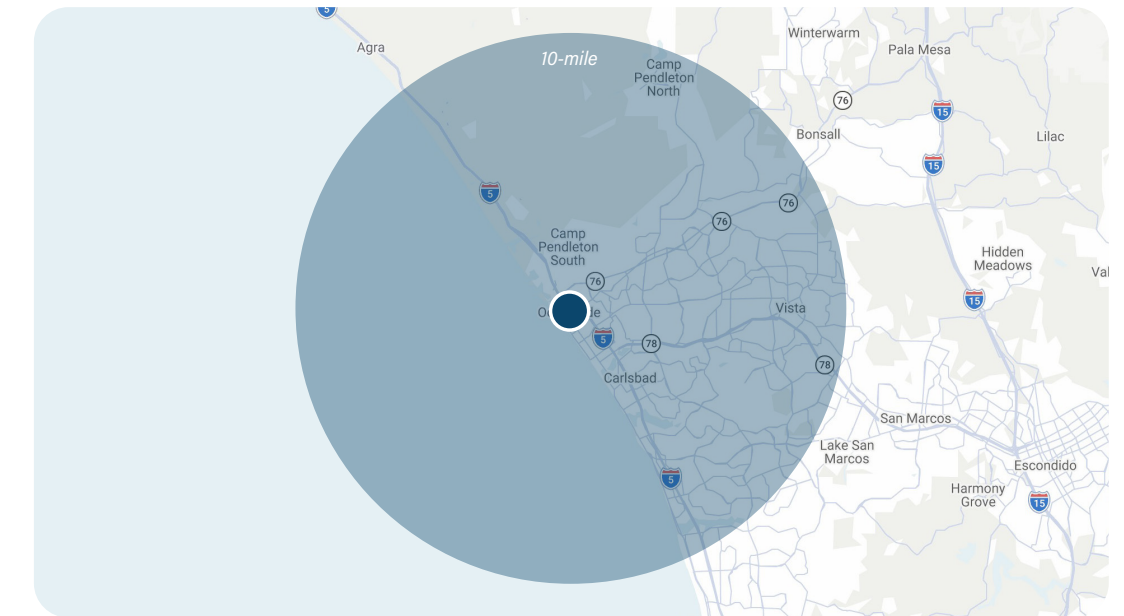 5
Agra
10-mile
Winterwarm
Pala Mesa
Camp
Pendleton
North
76
15
Bonsall
Lilac
15
5
76
76
Camp
Pendleton
South
Hidden
Meadows
Val
76
15
Vista
5
78
78
Carlsbad
San Marcos
Lake San
Marcos
Escondido
5
Harmony
Grove
15